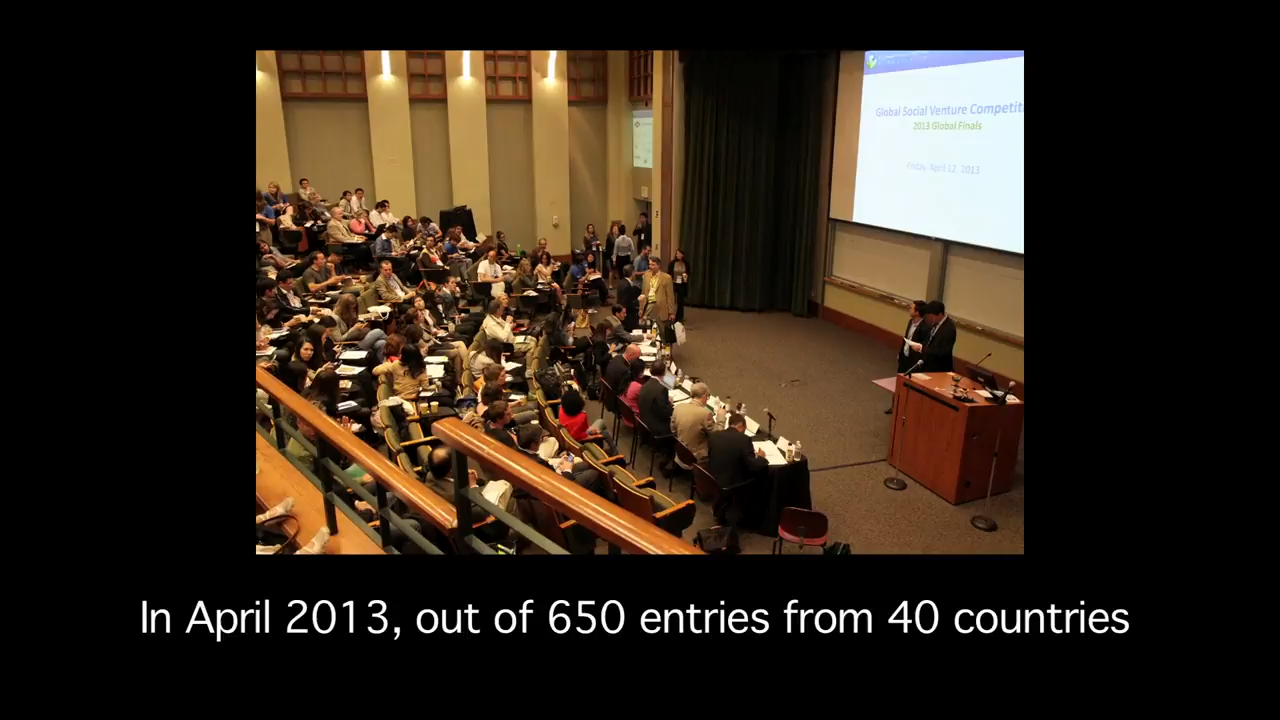 Global Social Venture Competiti
2013 Global Finals
Friday, April 12, 2013
In April 2013, out of 650 entries from 40 countries